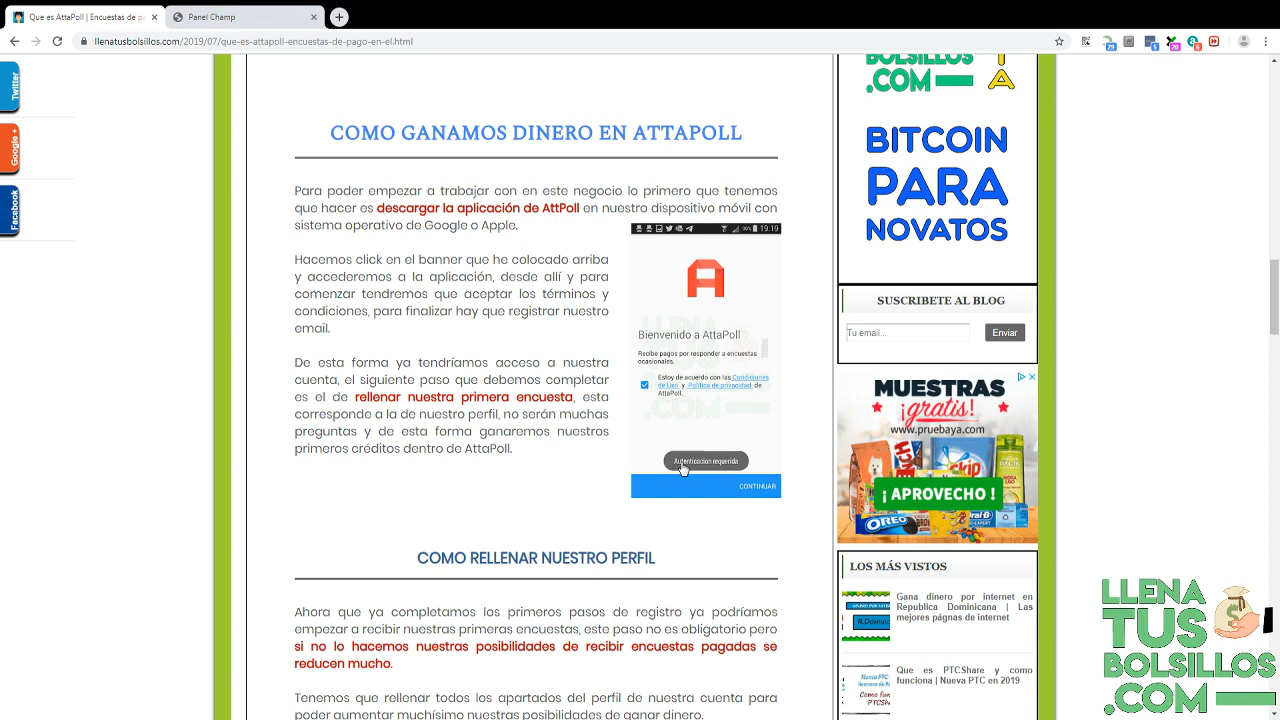 Que es AttaPoll | Encuestas de pa
Panel Champ
llenatusbolsillos.com/2019/07/que-es-attapoll-encuestas-de-pago-en-el.html
Twitter
Google +
Facebook
COMO GANAMOS DINERO EN ATTAPOLL
Para poder empezar a trabajar con en este negocio lo primero que tenemos
que hacer es descargar la aplicación de AttPoll en nuestro dispositivo móvil con
sistema operativo de Google o Apple.
Hacemos click en el banner que he colocado arriba
y accederemos a la aplicación, desde allí y para
comenzar tendremos que aceptar los términos y
condiciones, para finalizar hay que registrar nuestro
email.
De esta forma ya tendríamos acceso a nuestra
cuenta, el siguiente paso que debemos completar
es el de rellenar nuestra primera encuesta, esta
corresponde a la de nuestro perfil, no serán muchas
preguntas y de esta forma ganaremos nuestros
primeros créditos dentro de AttaPoll.
19:19
A
Bienvenido a AttaPoll
Recibe pagos por responder a encuestas
ocasionales.
Estoy de acuerdo con las Condiciones
de Uso y Política de privacidad de
AttaPoll.
Autenticacion requerida
CONTINUAR
COMO RELLENAR NUESTRO PERFIL
Ahora que ya completamos los primeros paso de registro ya podríamos
empezar a recibir nuestras primeras encuestas, este paso no es obligatorio pero
si no lo hacemos nuestras posibilidades de recibir encuestas pagadas se
reducen mucho.
Tenemos que rellenar todos los apartados del perfil de nuestra cuenta para
poder aumentar muchísimo nuestras posibilidades de ganar dinero.
BOLSILLOS
.COM
BITCOIN
PARA
NOVATOS
SUSCRIBETE AL BLOG
Tu email...
Enviar
MUESTRAS
¡gratis!
www.pruebaya.com
SKIP
¡ APROVECHO !
OREO
Oral-B
LOS MÁS VISTOS
Gana dinero por internet en
Republica Dominicana | Las
mejores páginas de internet
Que es PTCShare y como
funciona | Nueva PTC en 2019
LLENA
TUS
BOLSILLOS
.COM